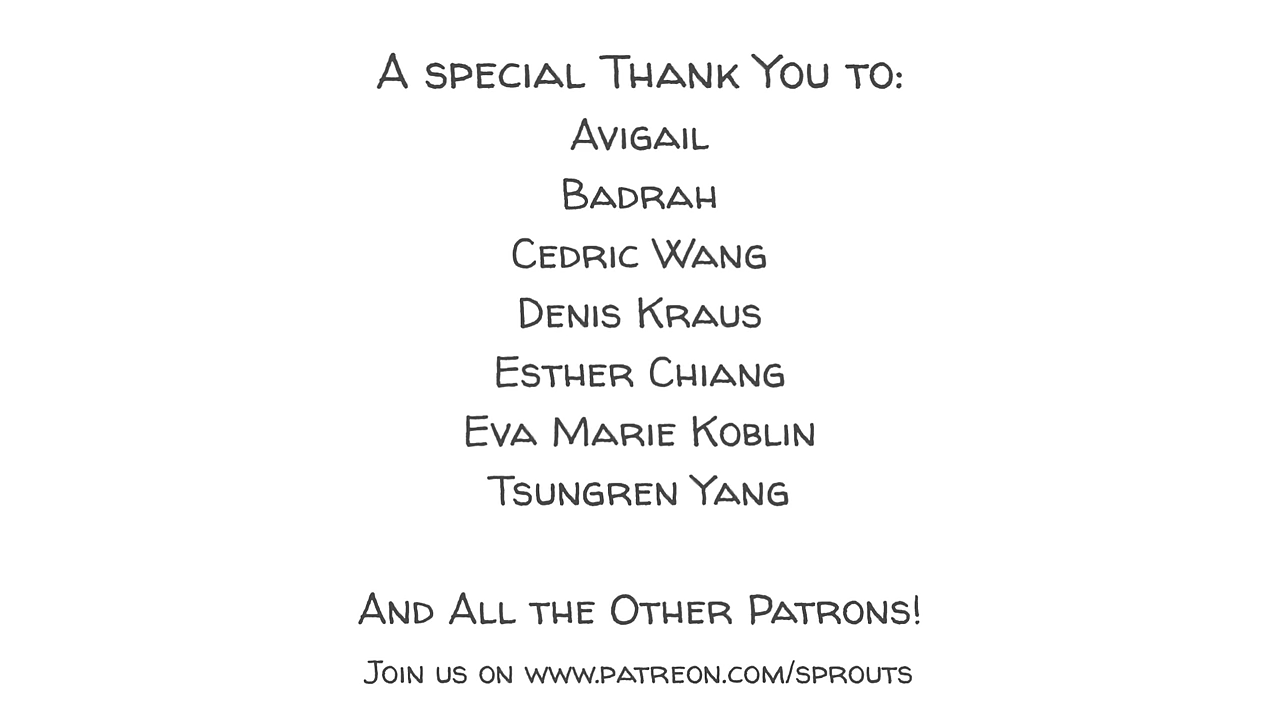 A special Thank You to:
Avigail
Badrah
Cedric Wang
Denis Kraus
Esther Chiang
Eva Marie Koblin
Tsungren Yang
And All the Other Patrons!
Join us on www.patreon.com/sprouts